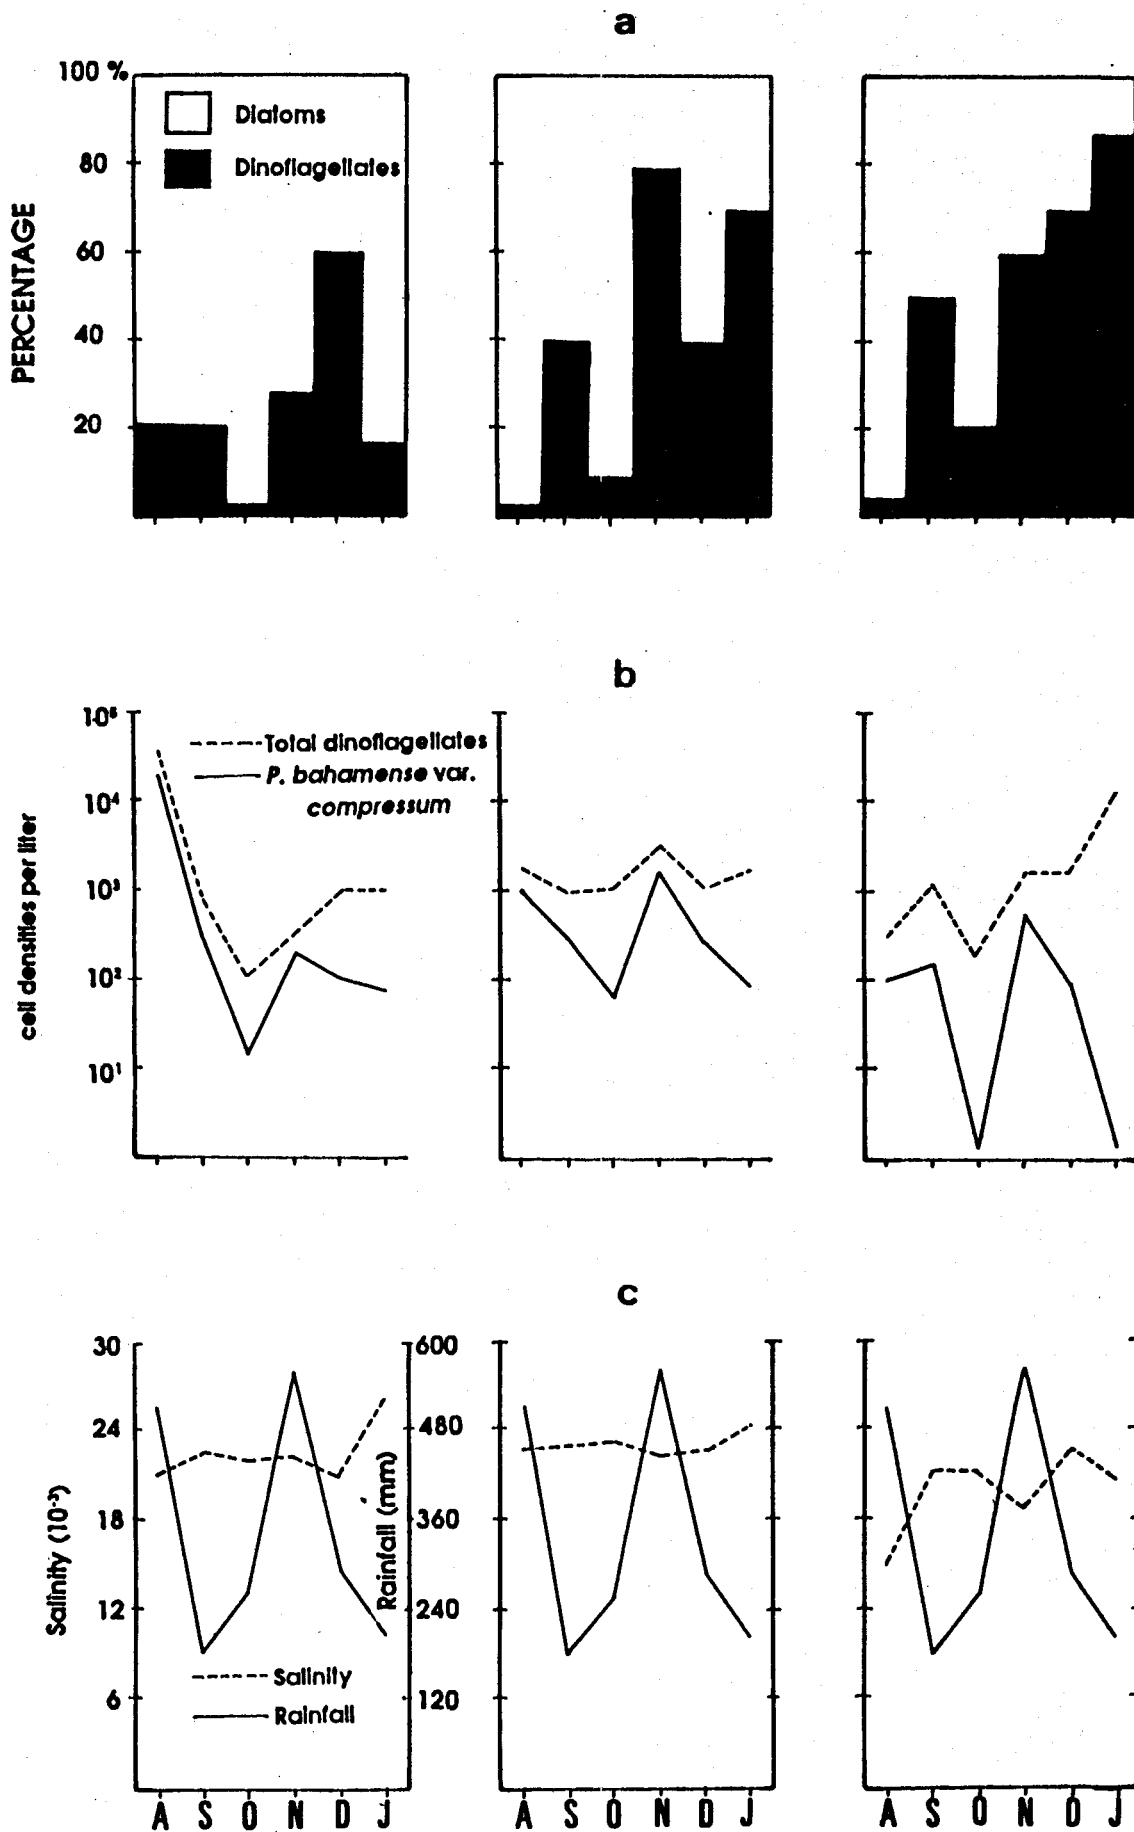 a
100 %
Diatoms
Dinoflagellates
80
60
40
20
PERCENTAGE
b
10⁵
Total dinoflagellates
P. bahamense var.
compressum
10⁴
10³
10²
10¹
cell densities per liter
c
30
600
24
480
18
360
12
240
6
120
Salinity (10⁻³)
Rainfall (mm)
Salinity
Rainfall
A S O N D J
A S O N D J
A S O N D J